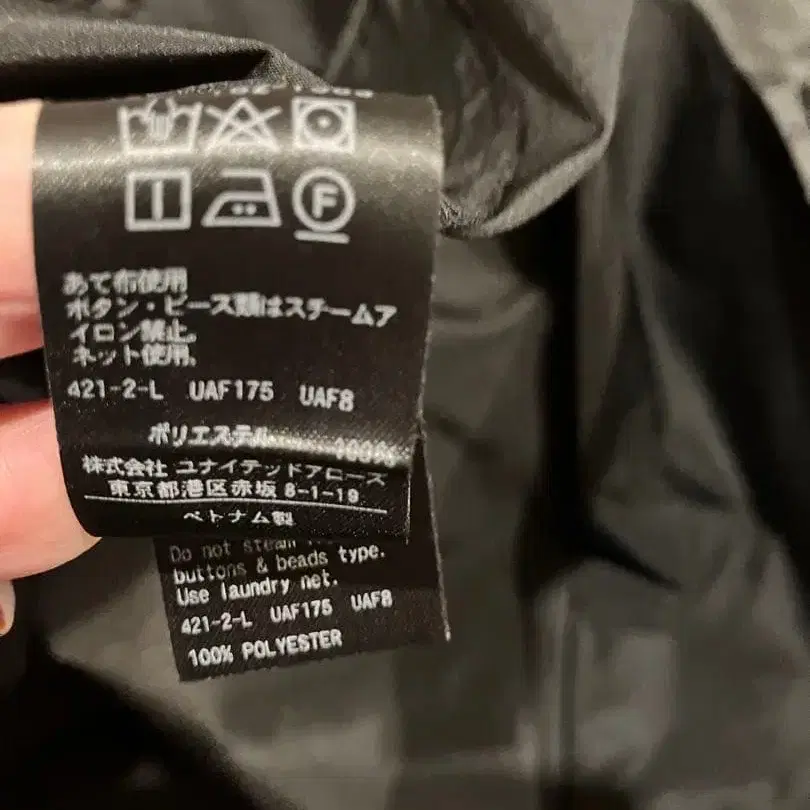 F
あて布使用
ボタン・ビーズ類はスチームア
イロン禁止。
ネット使用。
421-2-L UAF175 UAF8
ポリエステル 100%
株式会社 ユナイテッドアローズ
東京都港区赤坂 8-1-19
ベトナム製
Do not steam
buttons & beads type.
Use laundry net.
421-2-L UAF175 UAF8
100% POLYESTER